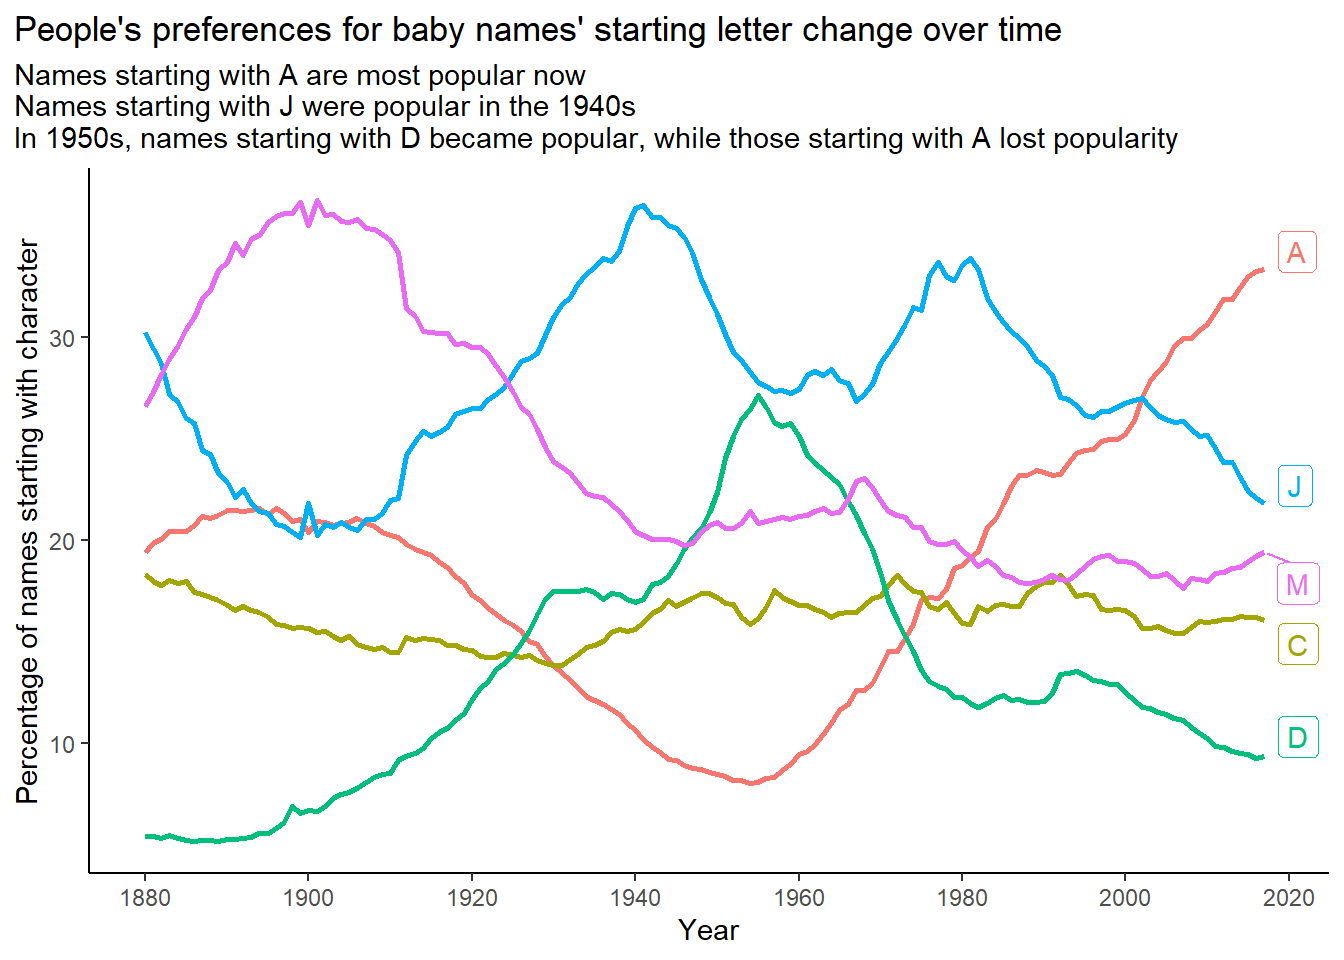 People's preferences for baby names' starting letter change over time
Names starting with A are most popular now
Names starting with J were popular in the 1940s
In 1950s, names starting with D became popular, while those starting with A lost popularity
Percentage of names starting with character
30
20
10
A
J
M
C
D
1880 1900 1920 1940 1960 1980 2000 2020
Year